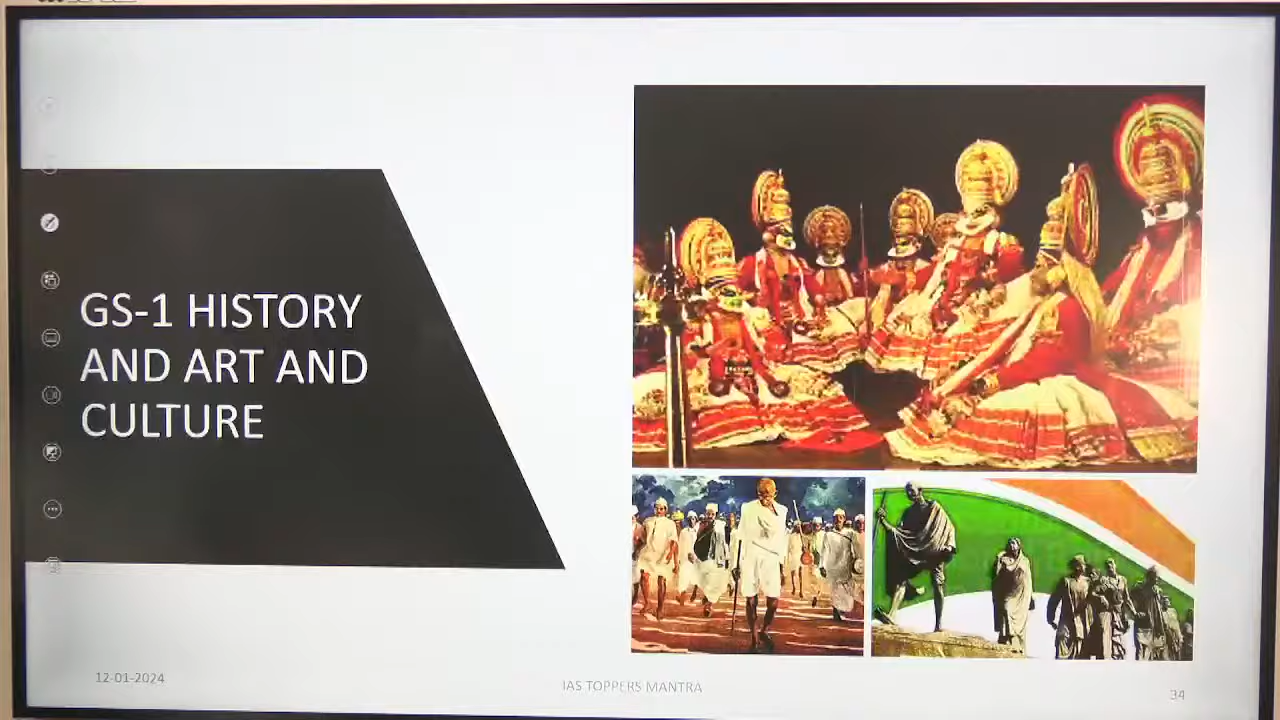 GS-1 HISTORY
AND ART AND
CULTURE
12-01-2024
IAS TOPPERS MANTRA
34